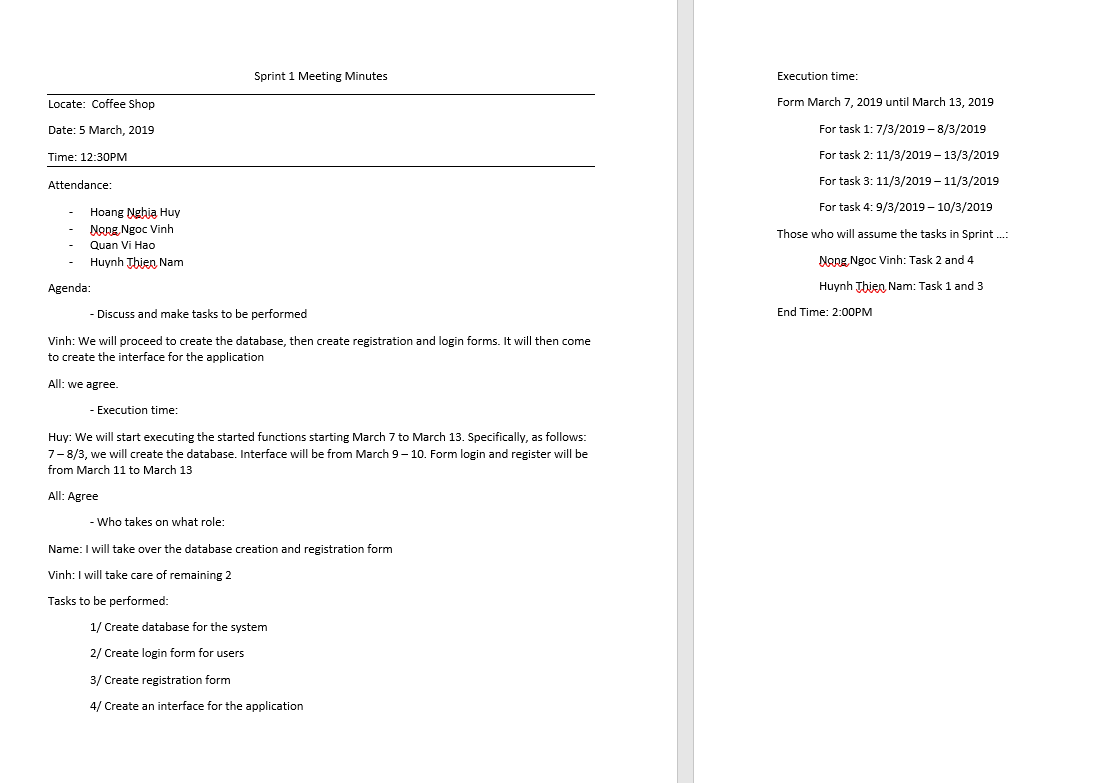 Sprint 1 Meeting Minutes
Locate:  Coffee Shop
Date: 5 March, 2019
Time: 12:30PM
Attendance:
- Hoang Nghia Huy
- Nong Ngoc Vinh
- Quan Vi Hao
- Huynh Thien Nam
Agenda:
- Discuss and make tasks to be performed
Vinh: We will proceed to create the database, then create registration and login forms. It will then come
to create the interface for the application
All: we agree.
- Execution time:
Huy: We will start executing the started functions starting March 7 to March 13. Specifically, as follows:
7 – 8/3, we will create the database. Interface will be from March 9 – 10. Form login and register will be
from March 11 to March 13
All: Agree
- Who takes on what role:
Name: I will take over the database creation and registration form
Vinh: I will take care of remaining 2
Tasks to be performed:
1/ Create database for the system
2/ Create login form for users
3/ Create registration form
4/ Create an interface for the application
Execution time:
Form March 7, 2019 until March 13, 2019
For task 1: 7/3/2019 – 8/3/2019
For task 2: 11/3/2019 – 13/3/2019
For task 3: 11/3/2019 – 11/3/2019
For task 4: 9/3/2019 – 10/3/2019
Those who will assume the tasks in Sprint ...:
Nong Ngoc Vinh: Task 2 and 4
Huynh Thien Nam: Task 1 and 3
End Time: 2:00PM